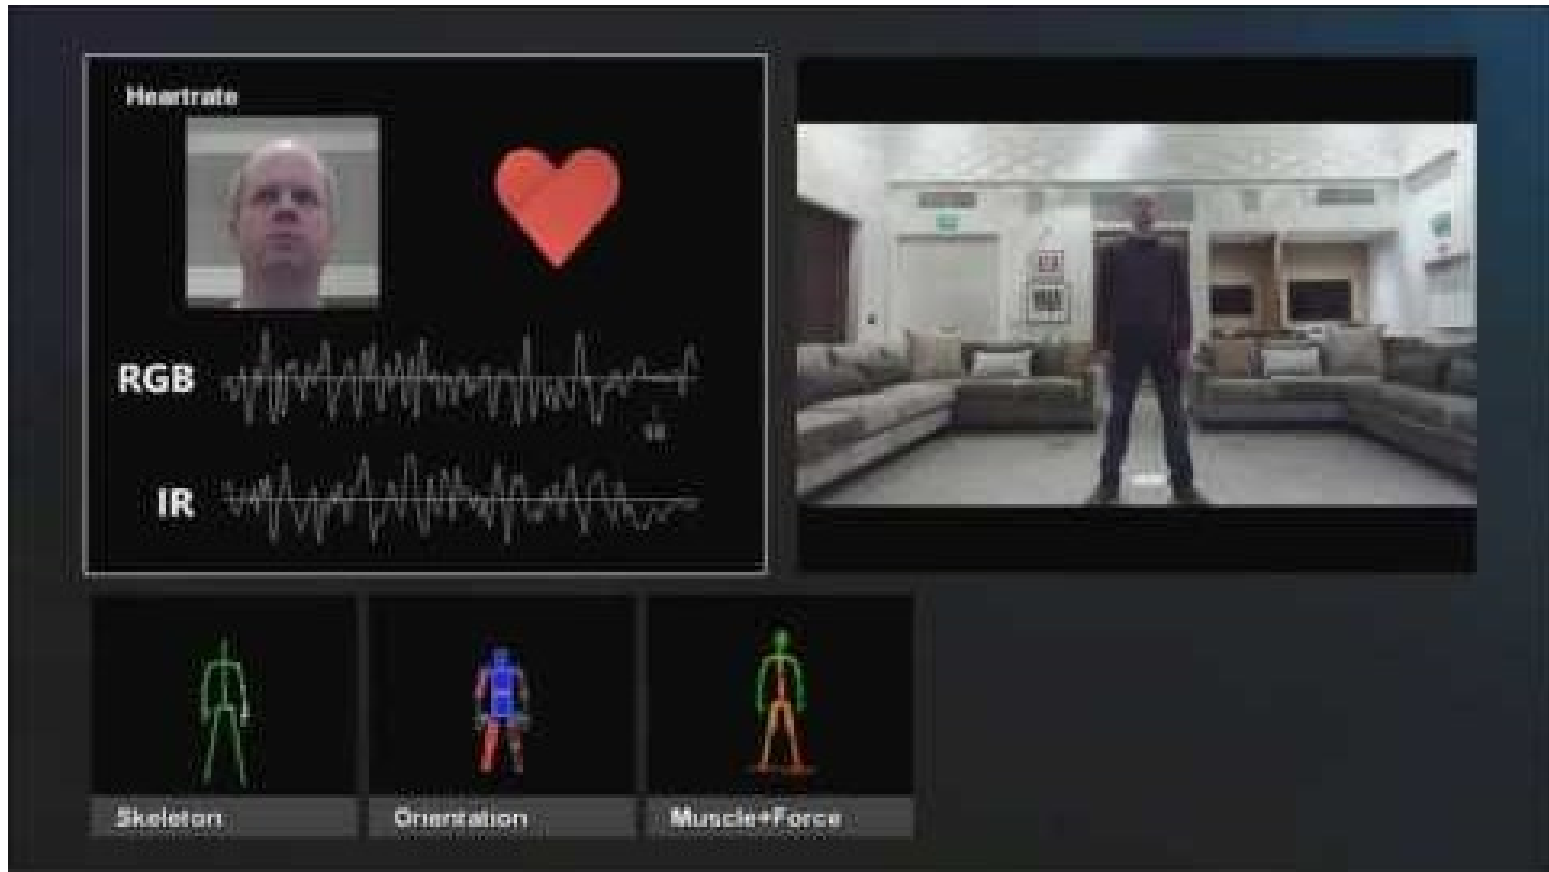 Heartrate
RGB
IR
Skeleton
Orientation
Muscle+Force